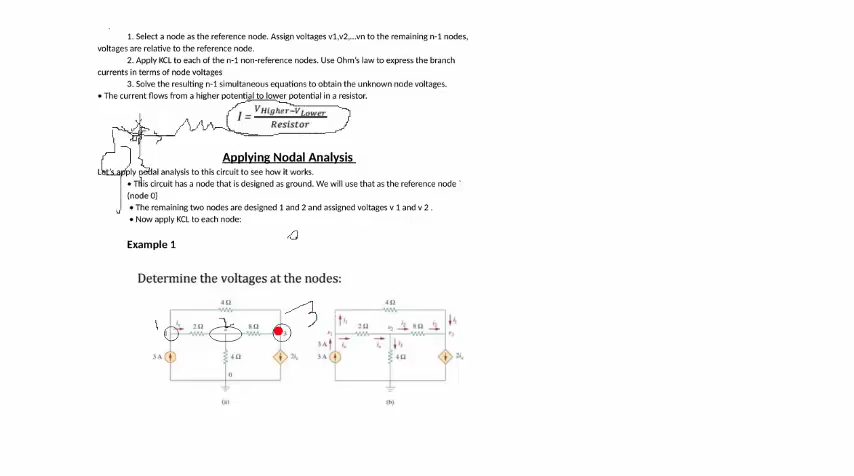 1. Select a node as the reference node. Assign voltages v1,v2,...vn to the remaining n-1 nodes,
voltages are relative to the reference node.
2. Apply KCL to each of the n-1 non-reference nodes. Use Ohm's law to express the branch
currents in terms of node voltages
3. Solve the resulting n-1 simultaneous equations to obtain the unknown node voltages.
• The current flows from a higher potential to lower potential in a resistor.
I = V_Higher−V_Lower / Resistor
Applying Nodal Analysis
Let's apply nodal analysis to this circuit to see how it works.
• This circuit has a node that is designed as ground. We will use that as the reference node
(node 0)
• The remaining two nodes are designed 1 and 2 and assigned voltages v 1 and v 2 .
• Now apply KCL to each node:
Example 1
Determine the voltages at the nodes:
4 Ω 4 Ω
1 2 3
2 Ω 8 Ω 2 Ω 8 Ω
3 A 4 Ω 3 A 3 A 4 Ω
0
(a) (b)